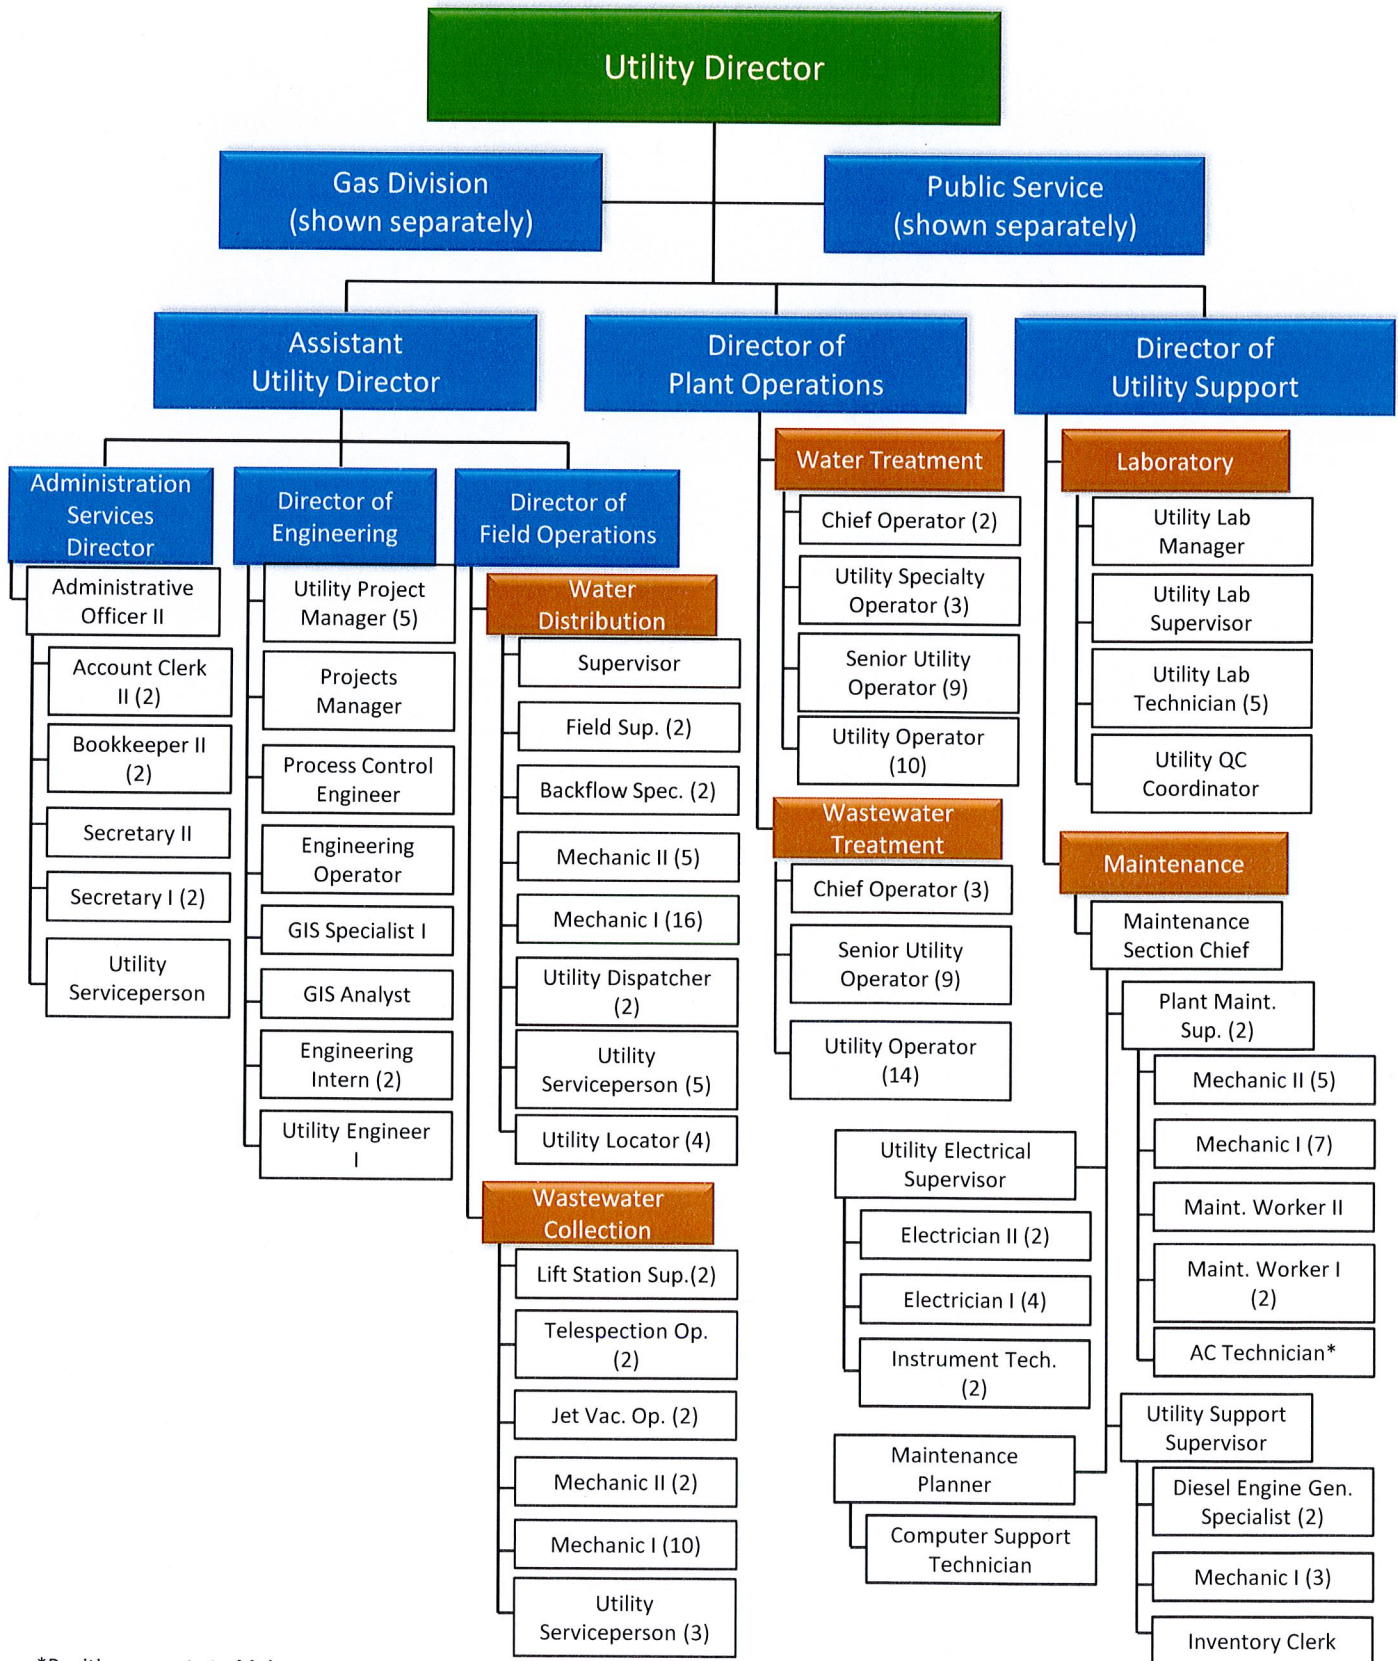 Utility Director
Gas Division
(shown separately)
Public Service
(shown separately)
Assistant
Utility Director
Director of
Plant Operations
Director of
Utility Support
Administration
Services
Director
Administrative
Officer II
Account Clerk
II (2)
Bookkeeper II
(2)
Secretary II
Secretary I (2)
Utility
Serviceperson
Director of
Engineering
Utility Project
Manager (5)
Projects
Manager
Process Control
Engineer
Engineering
Operator
GIS Specialist I
GIS Analyst
Engineering
Intern (2)
Utility Engineer
I
Director of
Field Operations
Water
Distribution
Supervisor
Field Sup. (2)
Backflow Spec. (2)
Mechanic II (5)
Mechanic I (16)
Utility Dispatcher
(2)
Utility
Serviceperson (5)
Utility Locator (4)
Wastewater
Collection
Lift Station Sup.(2)
Telespection Op.
(2)
Jet Vac. Op. (2)
Mechanic II (2)
Mechanic I (10)
Utility
Serviceperson (3)
Water Treatment
Chief Operator (2)
Utility Specialty
Operator (3)
Senior Utility
Operator (9)
Utility Operator
(10)
Wastewater
Treatment
Chief Operator (3)
Senior Utility
Operator (9)
Utility Operator
(14)
Laboratory
Utility Lab
Manager
Utility Lab
Supervisor
Utility Lab
Technician (5)
Utility QC
Coordinator
Maintenance
Maintenance
Section Chief
Plant Maint.
Sup. (2)
Mechanic II (5)
Mechanic I (7)
Maint. Worker II
Maint. Worker I
(2)
AC Technician*
Utility Electrical
Supervisor
Electrician II (2)
Electrician I (4)
Instrument Tech.
(2)
Maintenance
Planner
Computer Support
Technician
Utility Support
Supervisor
Diesel Engine Gen.
Specialist (2)
Mechanic I (3)
Inventory Clerk